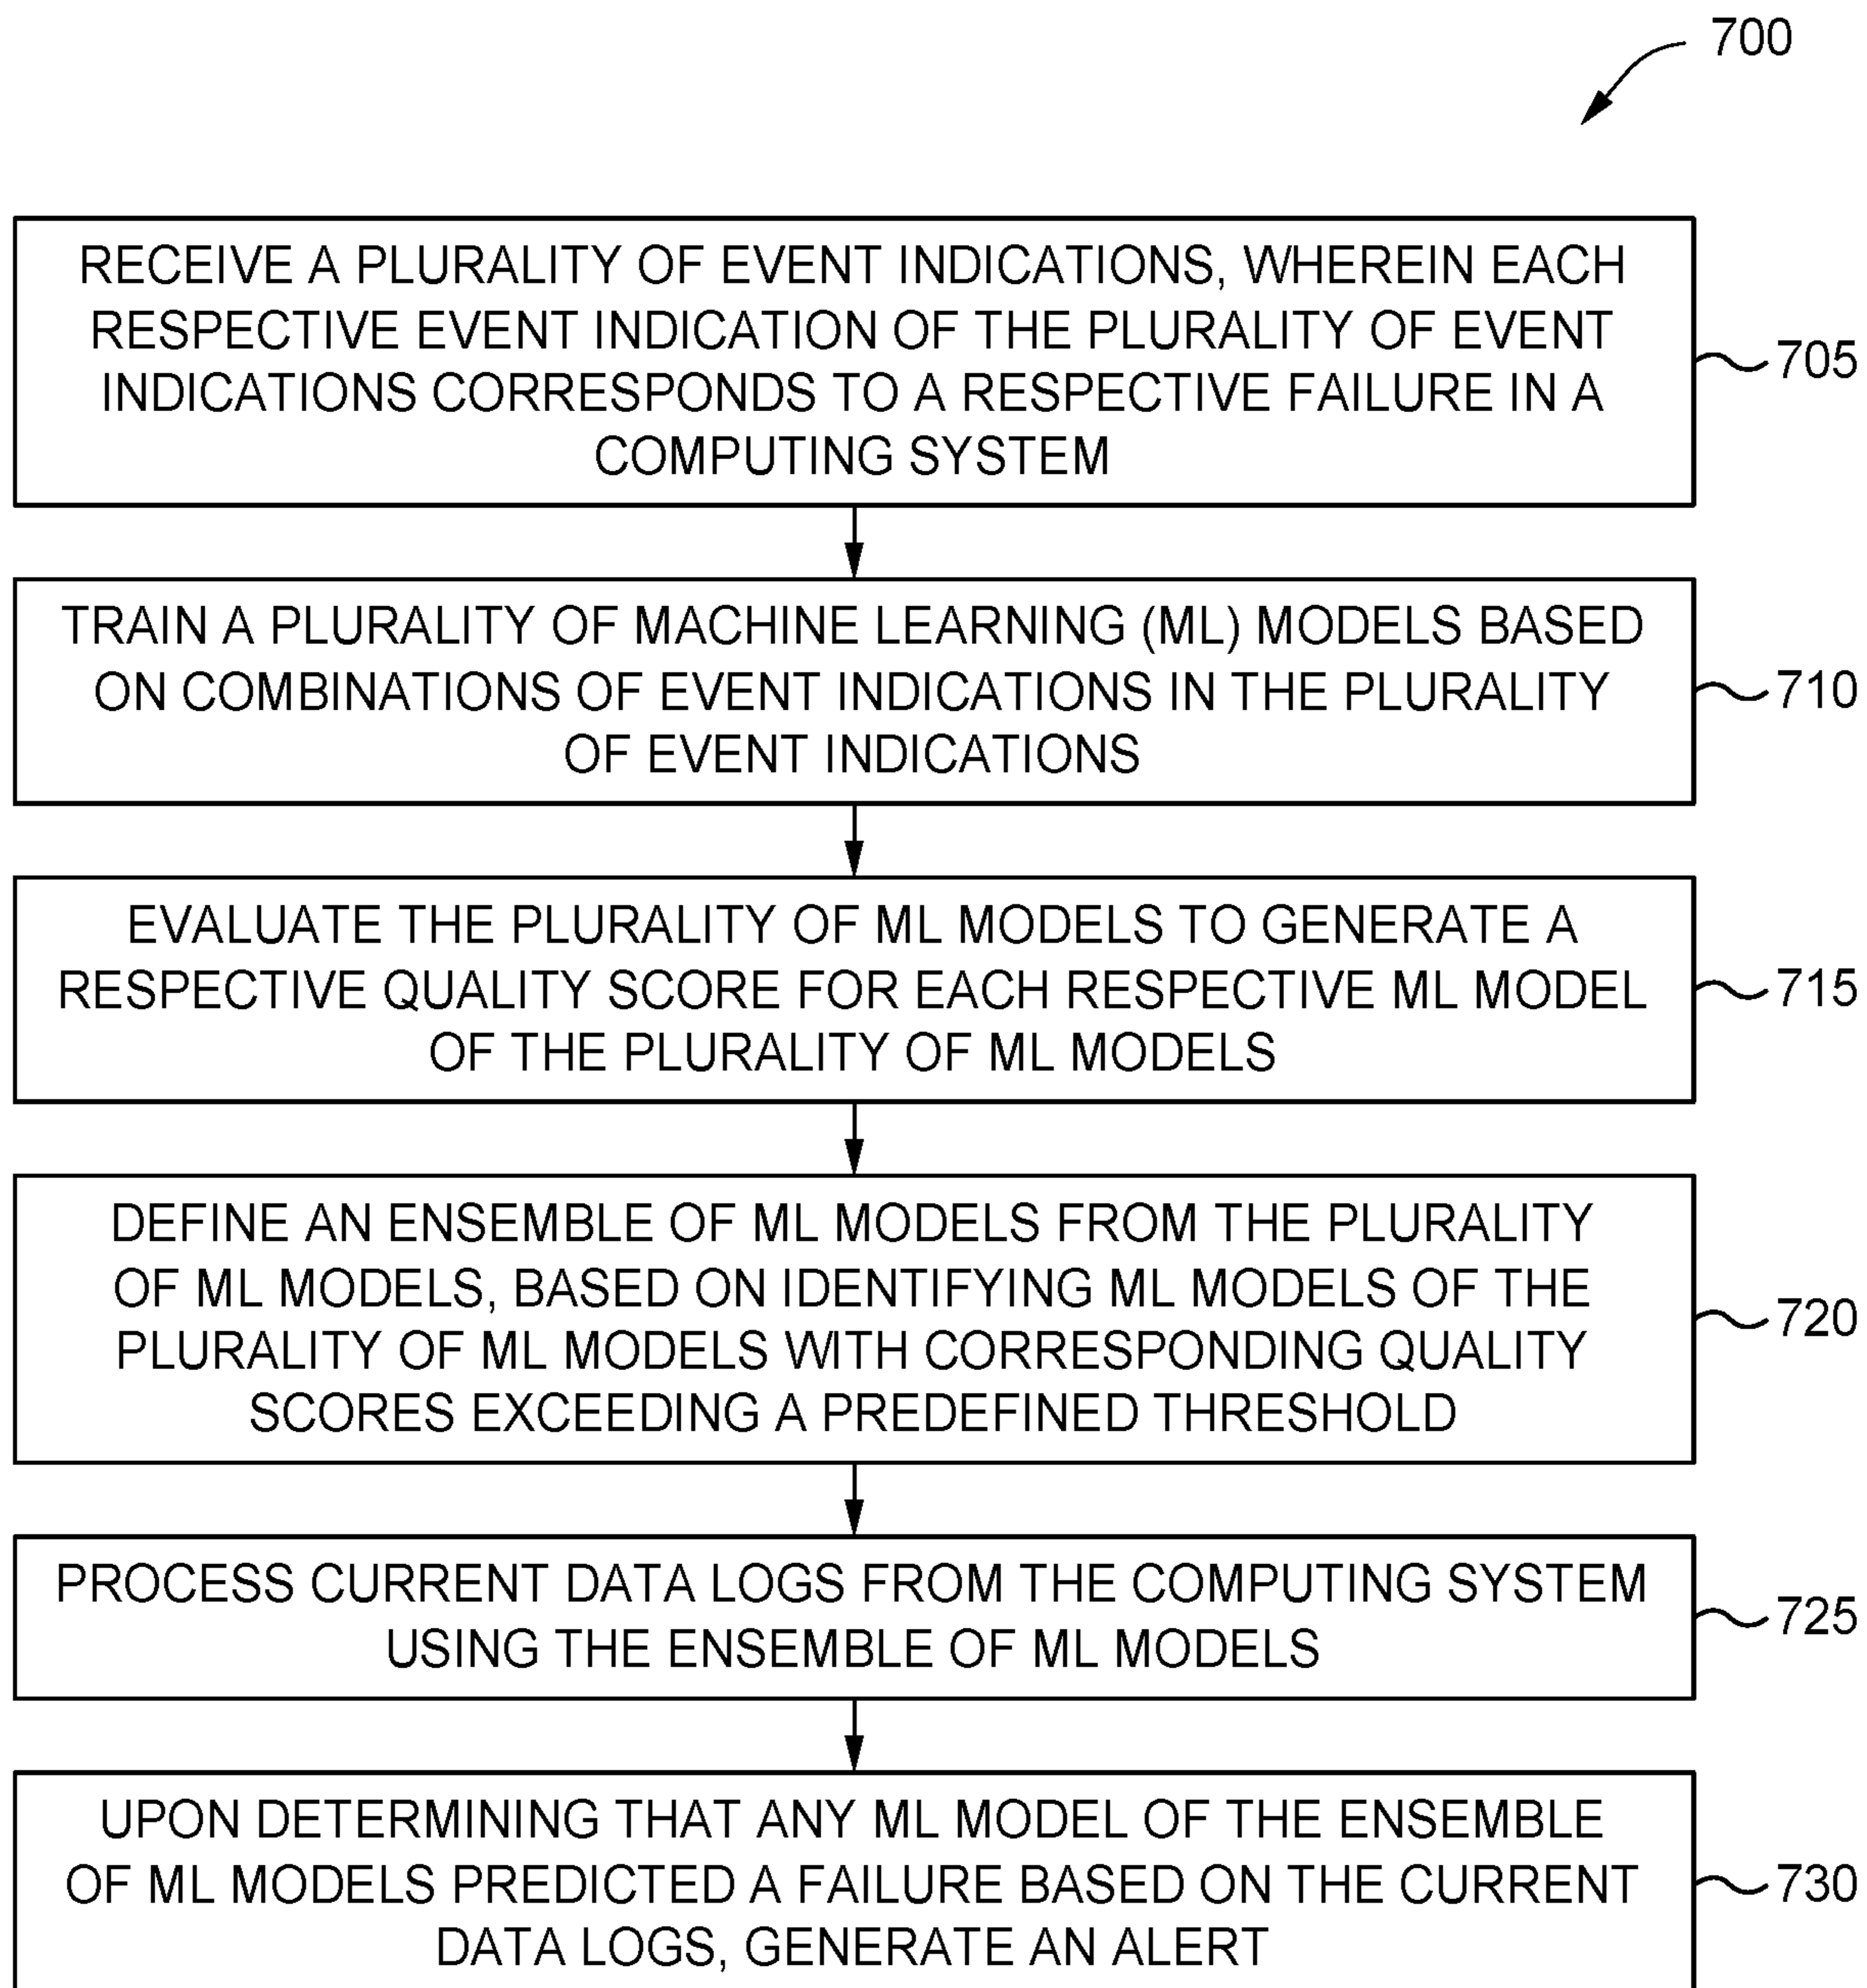 700
RECEIVE A PLURALITY OF EVENT INDICATIONS, WHEREIN EACH
RESPECTIVE EVENT INDICATION OF THE PLURALITY OF EVENT
INDICATIONS CORRESPONDS TO A RESPECTIVE FAILURE IN A
COMPUTING SYSTEM
705
TRAIN A PLURALITY OF MACHINE LEARNING (ML) MODELS BASED
ON COMBINATIONS OF EVENT INDICATIONS IN THE PLURALITY
OF EVENT INDICATIONS
710
EVALUATE THE PLURALITY OF ML MODELS TO GENERATE A
RESPECTIVE QUALITY SCORE FOR EACH RESPECTIVE ML MODEL
OF THE PLURALITY OF ML MODELS
715
DEFINE AN ENSEMBLE OF ML MODELS FROM THE PLURALITY
OF ML MODELS, BASED ON IDENTIFYING ML MODELS OF THE
PLURALITY OF ML MODELS WITH CORRESPONDING QUALITY
SCORES EXCEEDING A PREDEFINED THRESHOLD
720
PROCESS CURRENT DATA LOGS FROM THE COMPUTING SYSTEM
USING THE ENSEMBLE OF ML MODELS
725
UPON DETERMINING THAT ANY ML MODEL OF THE ENSEMBLE
OF ML MODELS PREDICTED A FAILURE BASED ON THE CURRENT
DATA LOGS, GENERATE AN ALERT
730